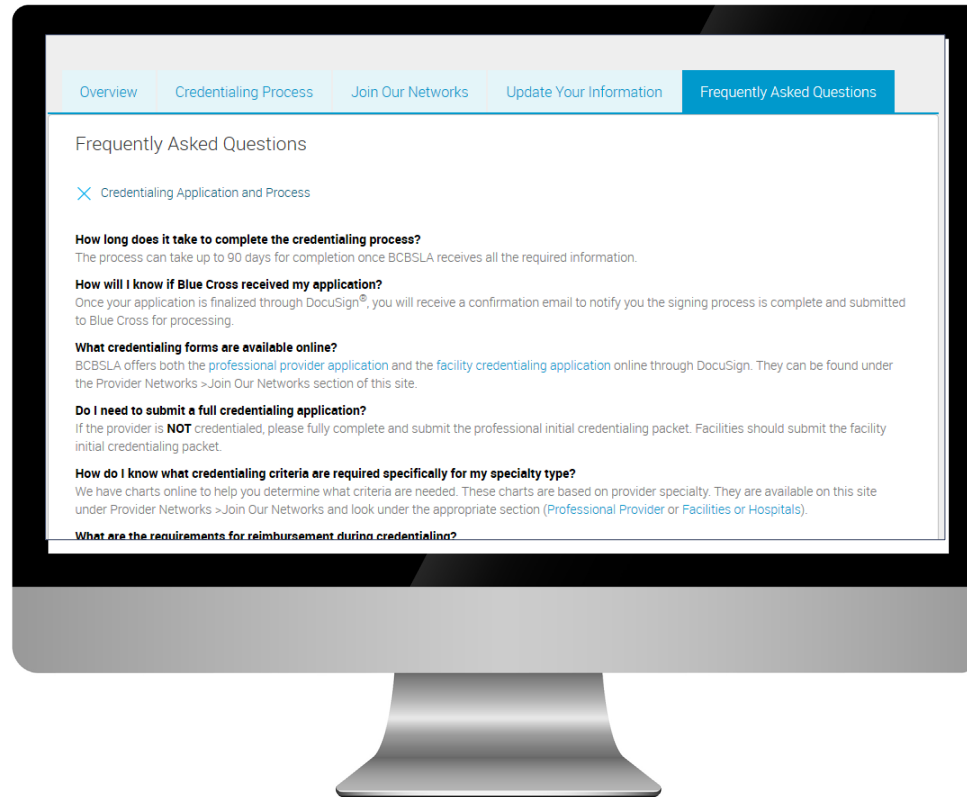 Overview Credentialing Process Join Our Networks Update Your Information Frequently Asked Questions
Frequently Asked Questions
Credentialing Application and Process
How long does it take to complete the credentialing process?
The process can take up to 90 days for completion once BCBSLA receives all the required information.
How will I know if Blue Cross received my application?
Once your application is finalized through DocuSign®, you will receive a confirmation email to notify you the signing process is complete and submitted
to Blue Cross for processing.
What credentialing forms are available online?
BCBSLA offers both the professional provider application and the facility credentialing application online through DocuSign. They can be found under
the Provider Networks >Join Our Networks section of this site.
Do I need to submit a full credentialing application?
If the provider is NOT credentialed, please fully complete and submit the professional initial credentialing packet. Facilities should submit the facility
initial credentialing packet.
How do I know what credentialing criteria are required specifically for my specialty type?
We have charts online to help you determine what criteria are needed. These charts are based on provider specialty. They are available on this site
under Provider Networks >Join Our Networks and look under the appropriate section (Professional Provider or Facilities or Hospitals).
What are the requirements for reimbursement during credentialing?